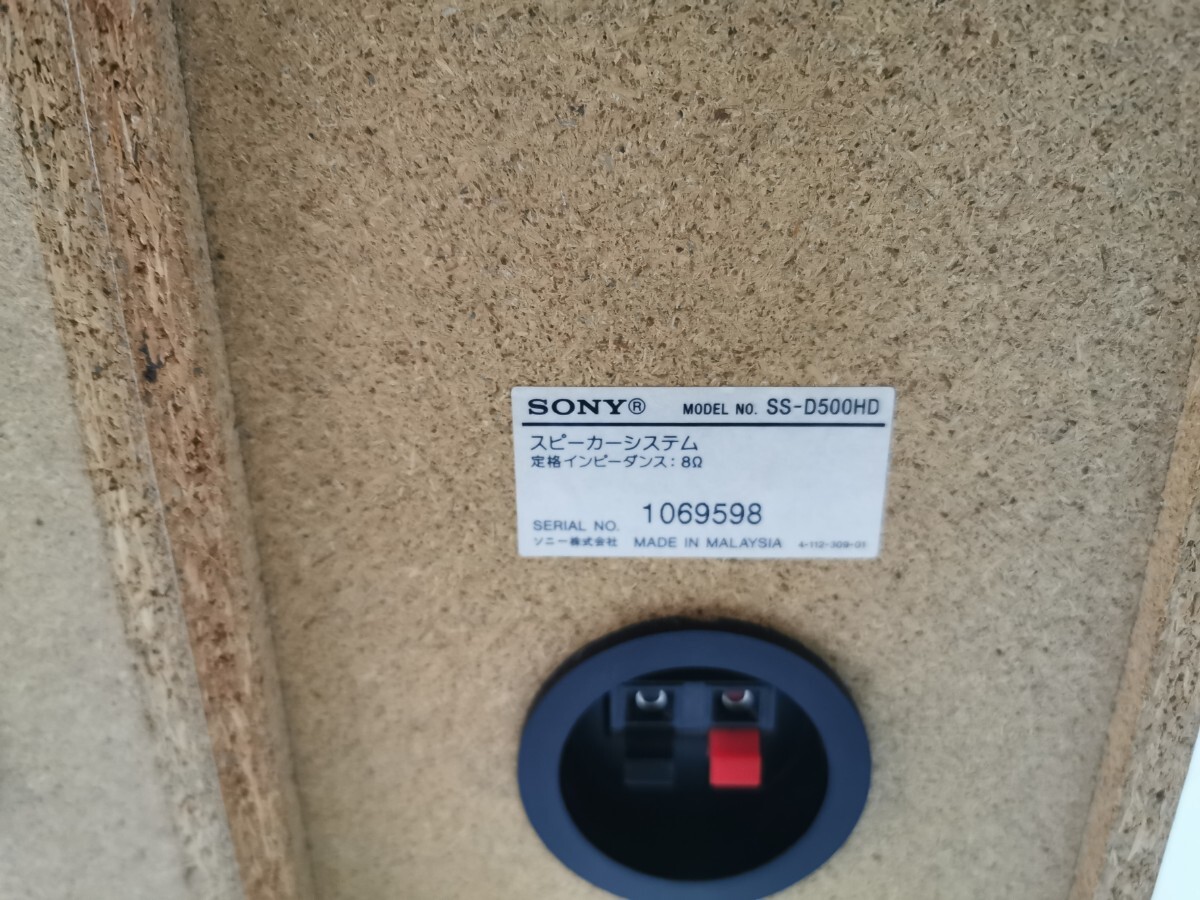 SONY® MODEL NO. SS-D500HD
スピーカーシステム
定格インピーダンス: 8Ω
SERIAL NO. 1069598
ソニー株式会社 MADE IN MALAYSIA 4-112-309-01